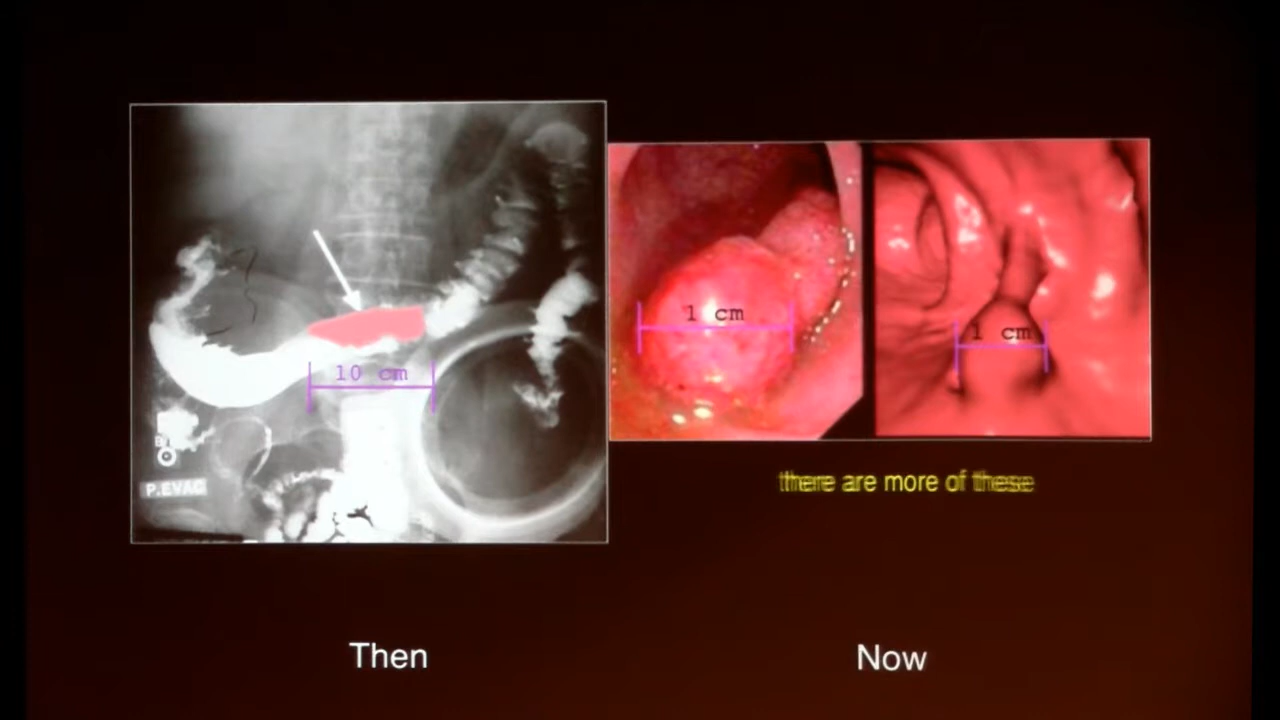 10 cm
P.EVAC
1 cm
1 cm
there are more of these
Then
Now